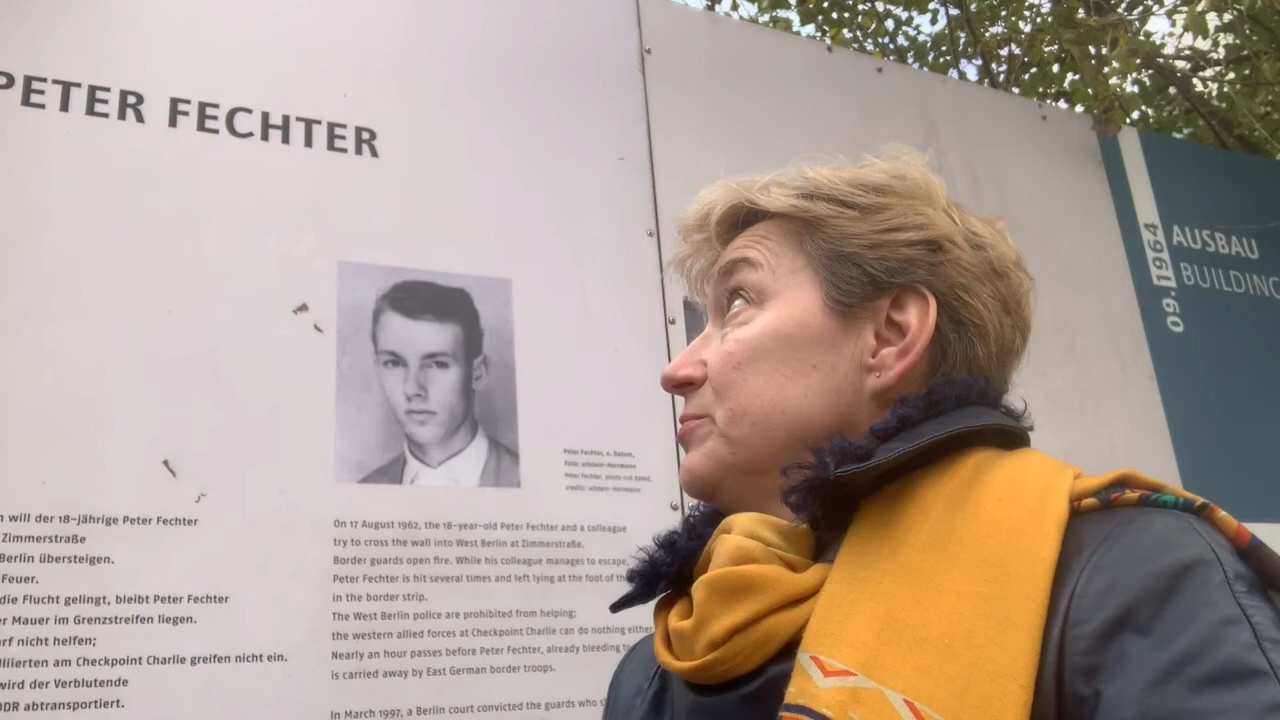 PETER FECHTER
09.1964
AUSBAU
BUILDING
Peter Fechter, o. Datum,
Foto: ullstein-Herrmann
Peter Fechter, photo not dated,
credits: ullstein-Herrmann
will der 18-jährige Peter Fechter
Zimmerstraße
Berlin übersteigen.
Feuer.
die Flucht gelingt, bleibt Peter Fechter
Mauer im Grenzstreifen liegen.
nicht helfen;
am Checkpoint Charlie greifen nicht ein.
wird der Verblutende
DDR abtransportiert.
On 17 August 1962, the 18-year-old Peter Fechter and a colleague
try to cross the wall into West Berlin at Zimmerstraße.
Border guards open fire. While his colleague manages to escape,
Peter Fechter is hit several times and left lying at the foot of
in the border strip.
The West Berlin police are prohibited from helping;
the western allied forces at Checkpoint Charlie can do nothing either.
Nearly an hour passes before Peter Fechter, already bleeding
is carried away by East German border troops.
In March 1997, a Berlin court convicted the guards who